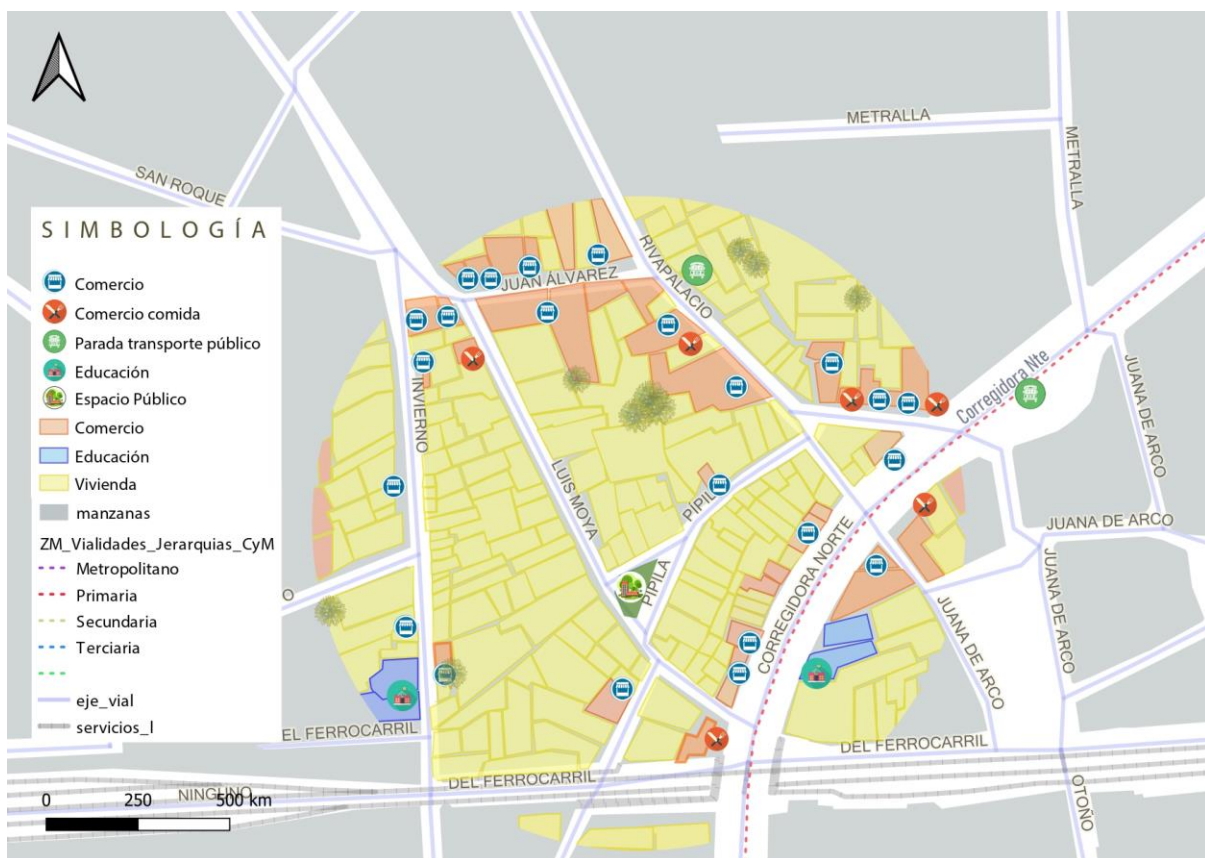 METRALLA
METRALLA
SAN ROQUE
SIMBOLOGÍA
Comercio
Comercio comida
Parada transporte público
Educación
Espacio Público
Comercio
Educación
Vivienda
manzanas
ZM_Vialidades_Jerarquias_CyM
Metropolitano
Primaria
Secundaria
Terciaria
eje_vial
servicios_l
RIVAPALACIO
JUAN ÁLVAREZ
Corregidora Nte
JUANA DE ARCO
INVIERNO
LUIS MOYA
PIPIL
JUANA DE ARCO
CORREGIDORA NORTE
PIPILA
O
JUANA DE ARCO
JUANA DE ARCO
EL FERROCARRIL
DEL FERROCARRIL
DEL FERROCARRIL
NINGUNO
OTOÑO
0 250 500 km